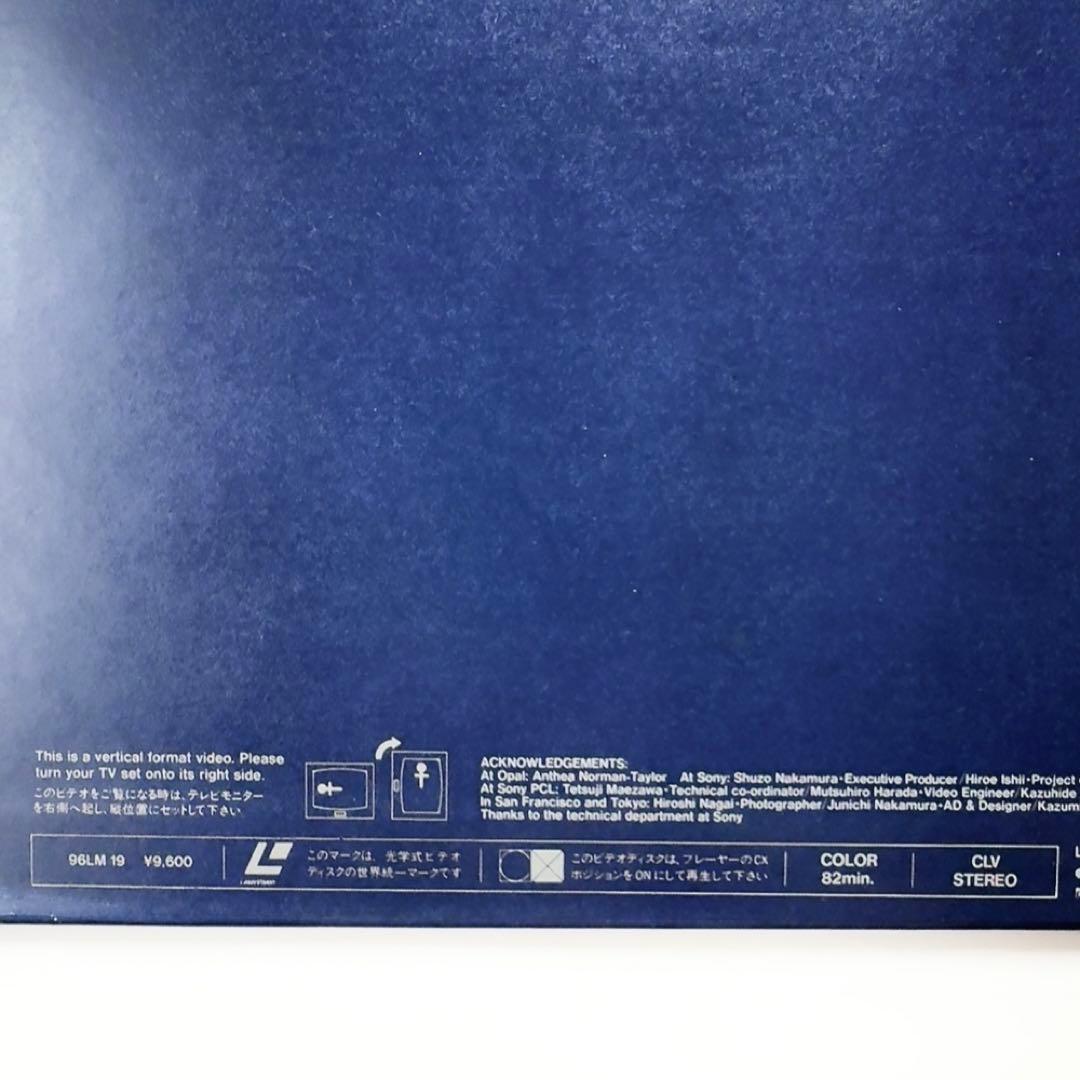 This is a vertical format video. Please
turn your TV set onto its right side.
このビデオをご覧になる時は、テレビモニター
を右側へ起し、縦位置にセットして下さい
ACKNOWLEDGEMENTS:
At Opal: Anthea Norman-Taylor At Sony: Shuzo Nakamura・Executive Producer/Hiroe Ishii・Project
At Sony PCL: Tetsuji Maezawa・Technical co-ordinator/Mutsuhiro Harada・Video Engineer/Kazuhide
In San Francisco and Tokyo: Hiroshi Nagai・Photographer/Junichi Nakamura・AD & Designer/Kazum
Thanks to the technical department at Sony
96LM 19 ¥9,600
LASERVISION
このマークは、光学式ビデオ
ディスクの世界統一マークです
CX
このビデオディスクは、プレーヤーのCX
ポジションをONにして再生して下さい
COLOR
82min.
CLV
STEREO